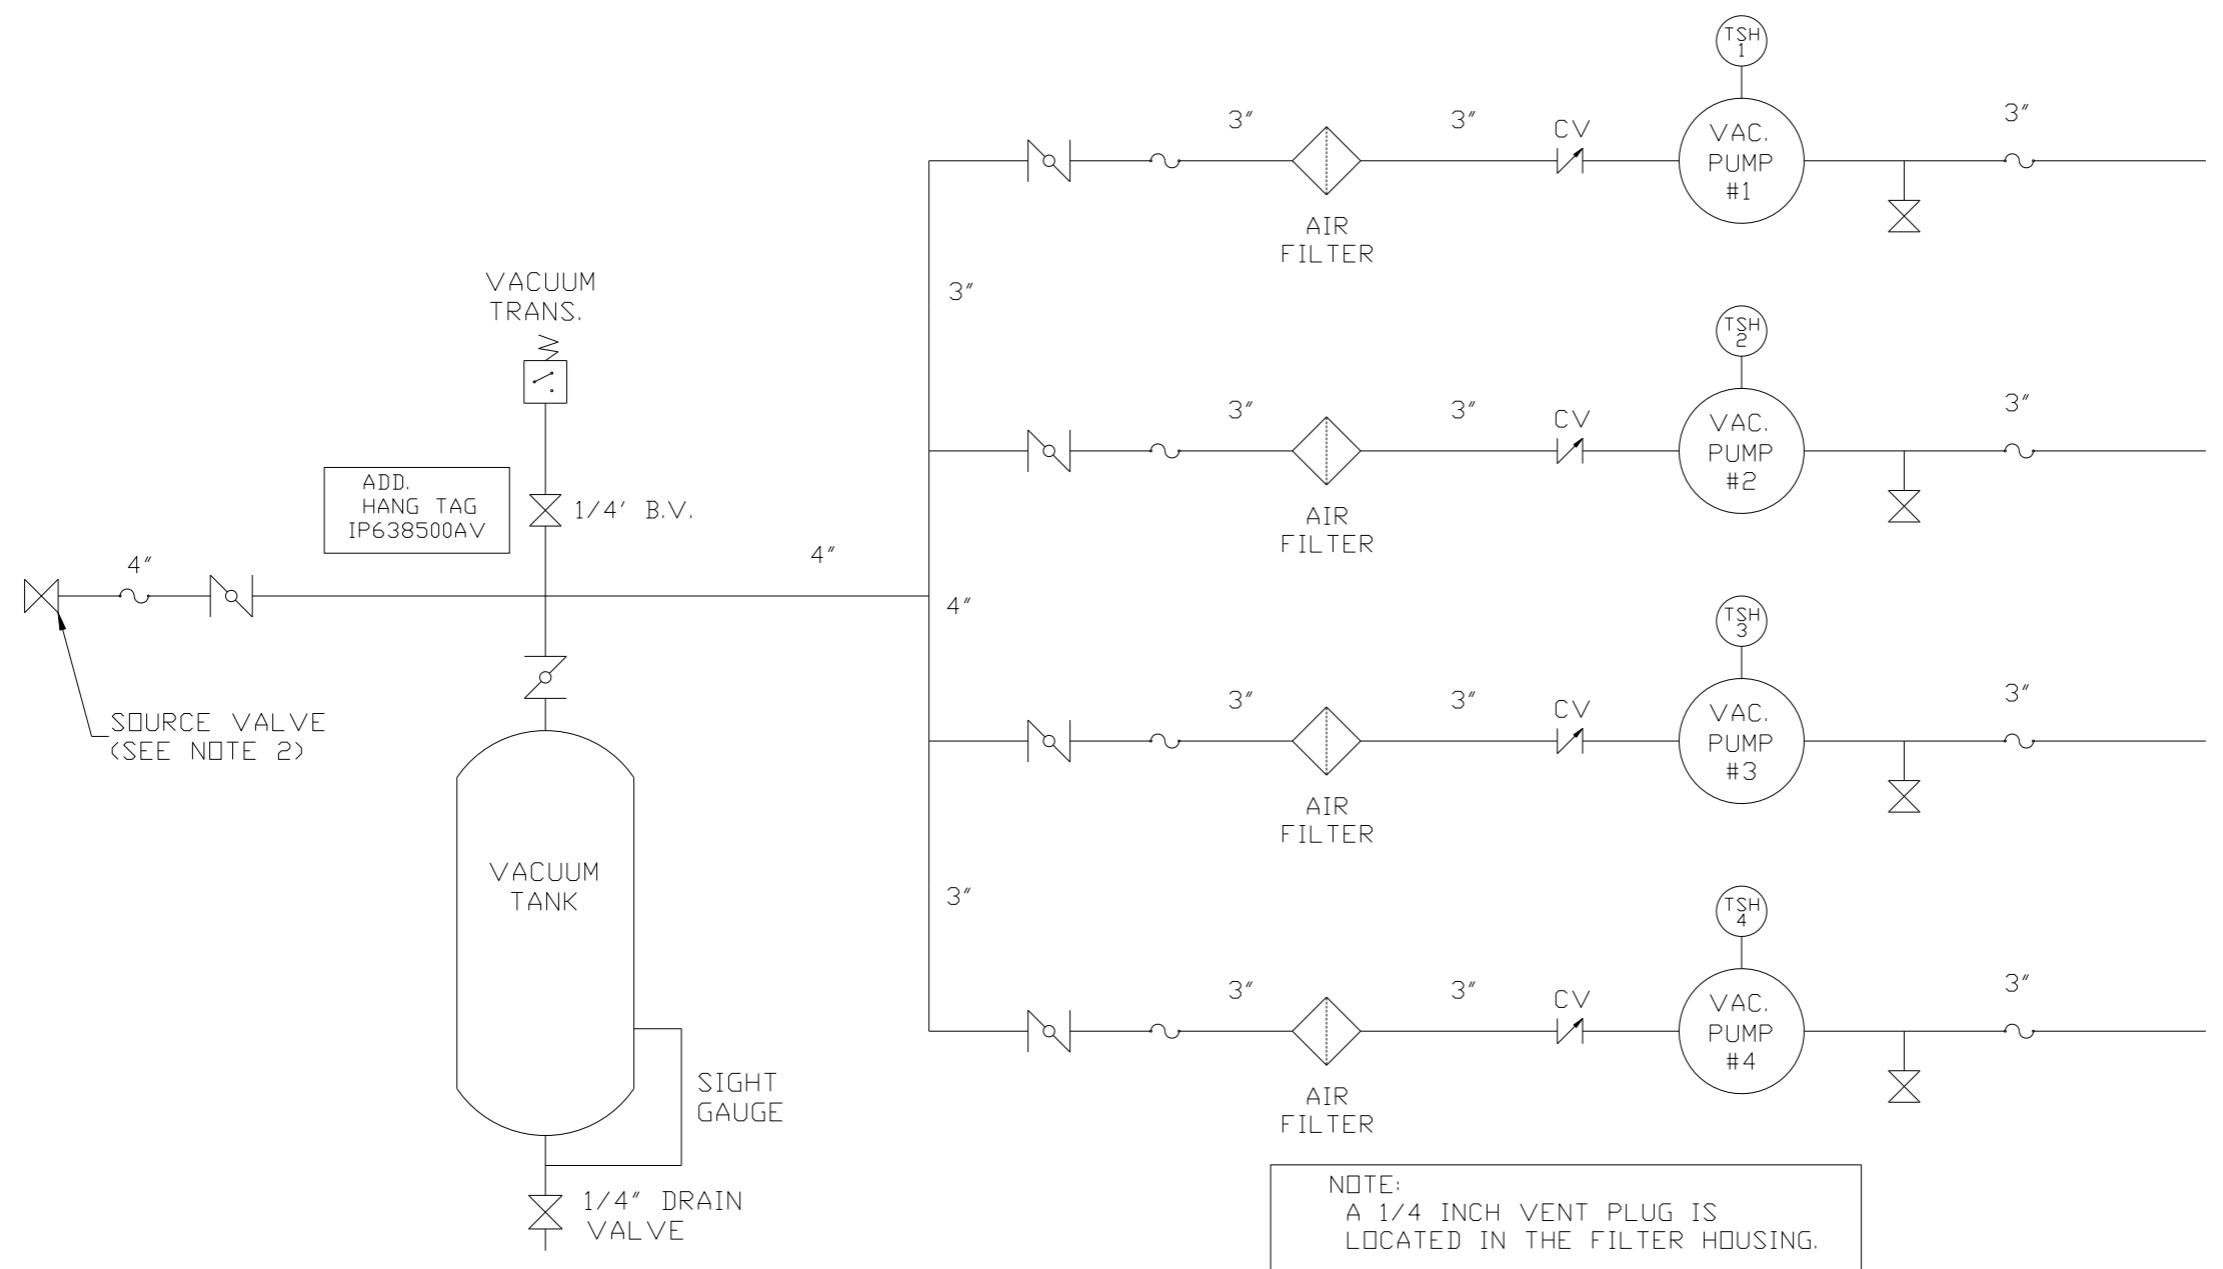 TSH
1
3"
3"
CV
VAC.
PUMP
#1
3"
AIR
FILTER
VACUUM
TRANS.
3"
TSH
2
3"
3"
CV
VAC.
PUMP
#2
3"
AIR
FILTER
ADD.
HANG TAG
IP638500AV
1/4' B.V.
4"
4"
4"
TSH
3
3"
3"
CV
VAC.
PUMP
#3
3"
AIR
FILTER
SOURCE VALVE
(SEE NOTE 2)
VACUUM
TANK
3"
TSH
4
3"
3"
CV
VAC.
PUMP
#4
3"
AIR
FILTER
SIGHT
GAUGE
1/4" DRAIN
VALVE
NOTE:
A 1/4 INCH VENT PLUG IS
LOCATED IN THE FILTER HOUSING.